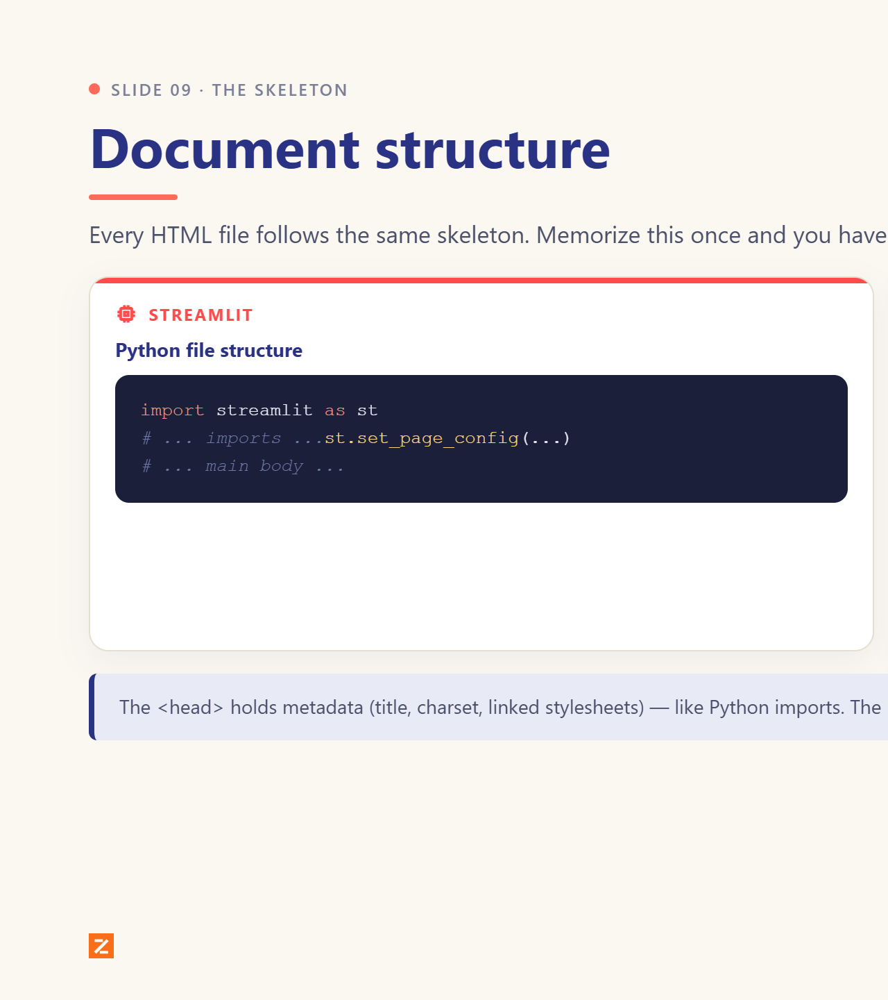 SLIDE 09 · THE SKELETON
Document structure
Every HTML file follows the same skeleton. Memorize this once and you have
STREAMLIT
Python file structure
import streamlit as st
# ... imports ...st.set_page_config(...)
# ... main body ...
The <head> holds metadata (title, charset, linked stylesheets) — like Python imports. The